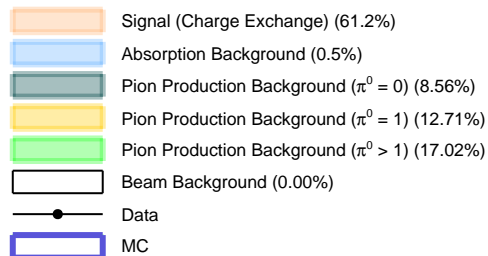 Signal (Charge Exchange) (61.2%)
Absorption Background (0.5%)
Pion Production Background (π⁰ = 0) (8.56%)
Pion Production Background (π⁰ = 1) (12.71%)
Pion Production Background (π⁰ > 1) (17.02%)
Beam Background (0.00%)
Data
MC